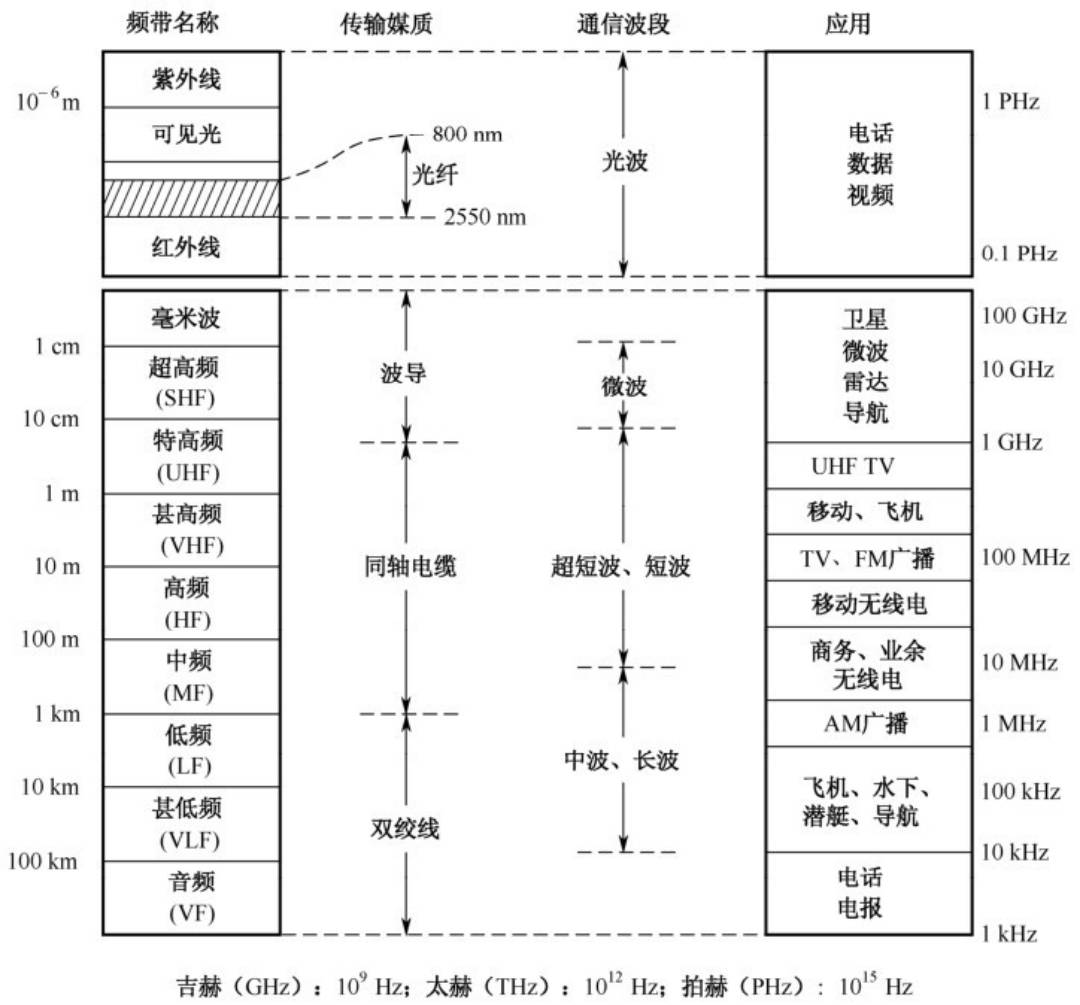 频带名称 传输媒质 通信波段 应用
紫外线
10⁻⁶ m
可见光
红外线
800 nm
光纤
2550 nm
光波
电话
数据
视频
1 PHz
0.1 PHz
毫米波
1 cm
超高频
(SHF)
10 cm
特高频
(UHF)
1 m
甚高频
(VHF)
10 m
高频
(HF)
100 m
中频
(MF)
1 km
低频
(LF)
10 km
甚低频
(VLF)
100 km
音频
(VF)
波导
同轴电缆
双绞线
微波
超短波、短波
中波、长波
卫星
微波
雷达
导航
UHF TV
移动、飞机
TV、FM广播
移动无线电
商务、业余
无线电
AM广播
飞机、水下、
潜艇、导航
电话
电报
100 GHz
10 GHz
1 GHz
100 MHz
10 MHz
1 MHz
100 kHz
10 kHz
1 kHz
吉赫（GHz）：10⁹ Hz；太赫（THz）：10¹² Hz；拍赫（PHz）：10¹⁵ Hz